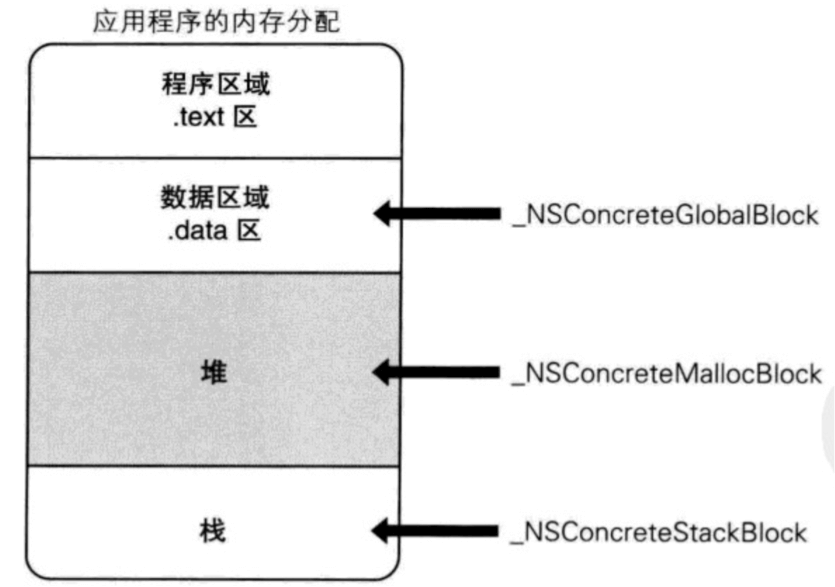 应用程序的内存分配
程序区域
.text 区
数据区域
.data 区
_NSConcreteGlobalBlock
堆
_NSConcreteMallocBlock
栈
_NSConcreteStackBlock